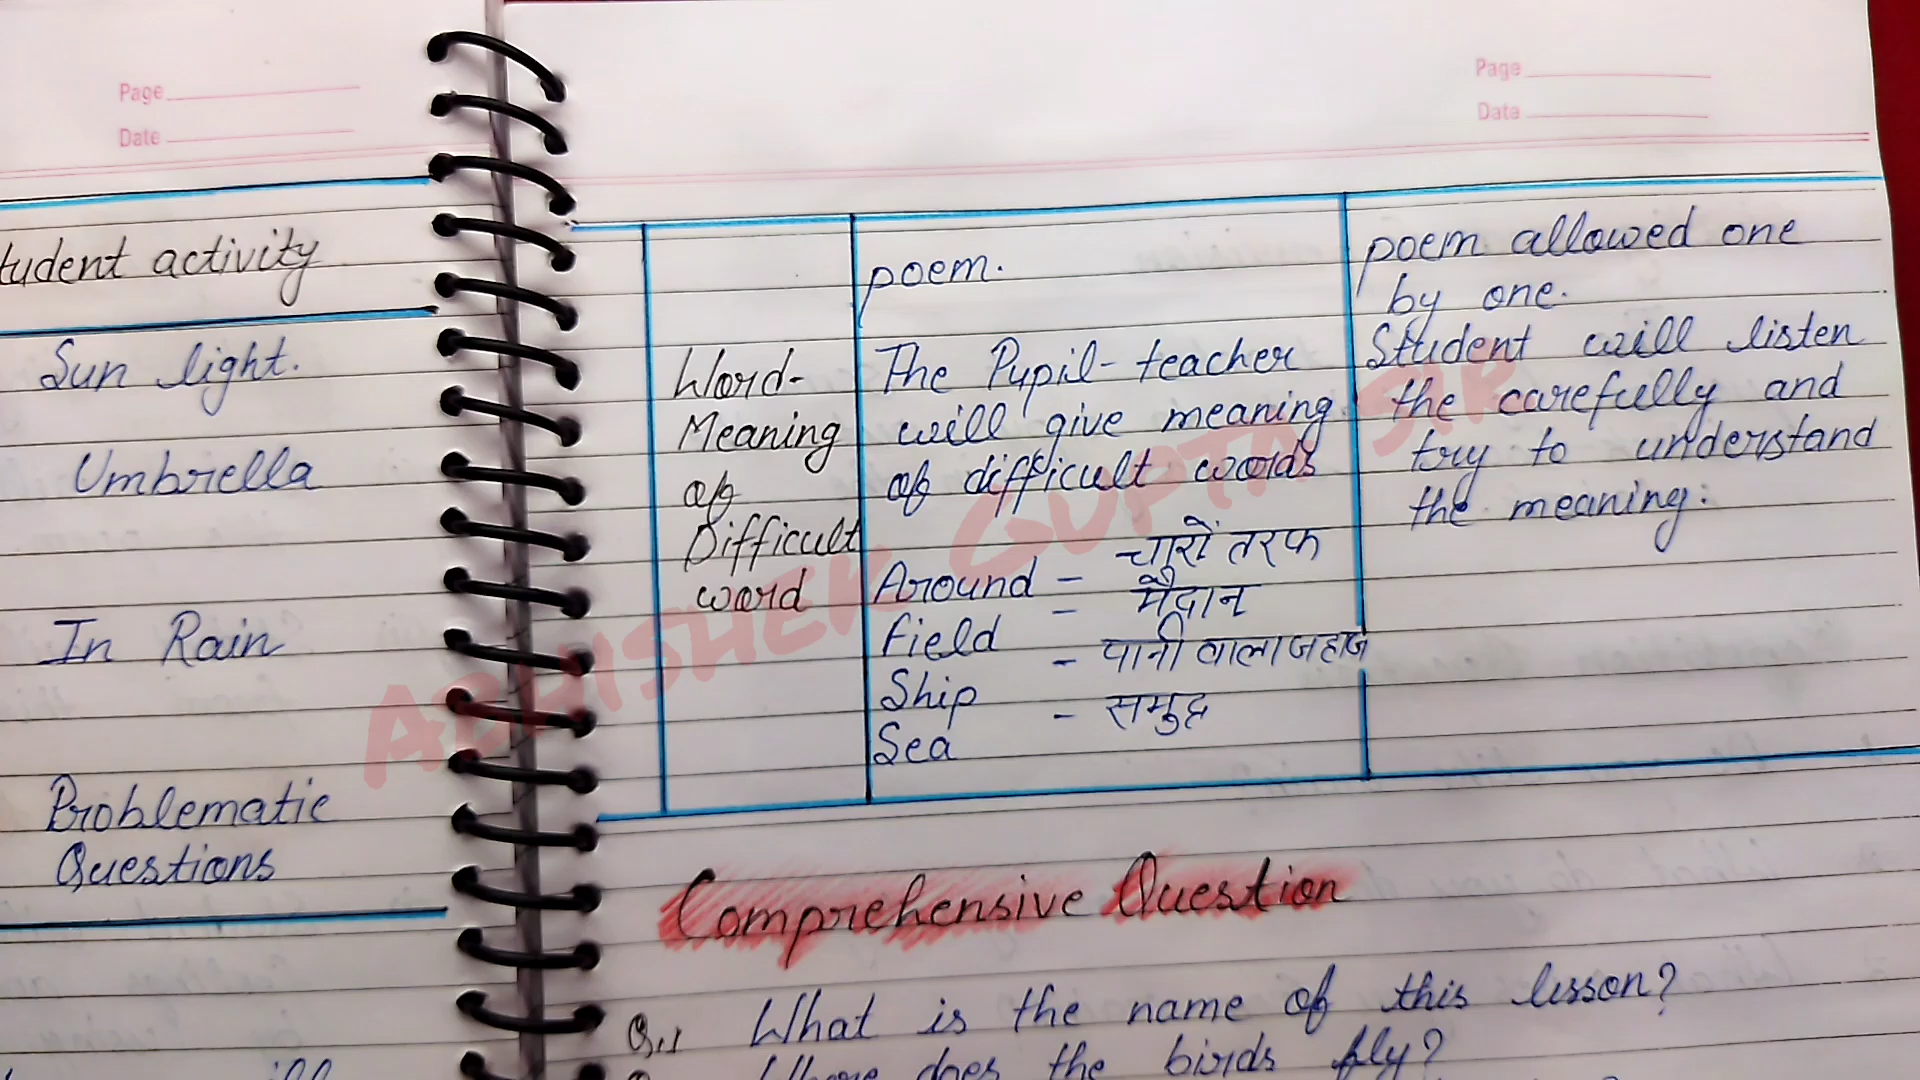 Page
Date
tudent activity
Sun light.
Umbrella
In Rain
Problematic
Questions
ill
Page
Date
poem.
poem allowed one
by one.
Word-
Meaning
of
Difficult
word
The Pupil-teacher
will give meaning
of difficult words
Around - चारों तरफ
field - मैदान
Ship - पानी वाला जहाज
Sea - समुद्र
Student will listen
the carefully and
try to understand
the meaning.
ABHISHEK GUPTA SIR
Comprehensive Question
Q.1 What is the name of this lesson?
Where does the birds fly?